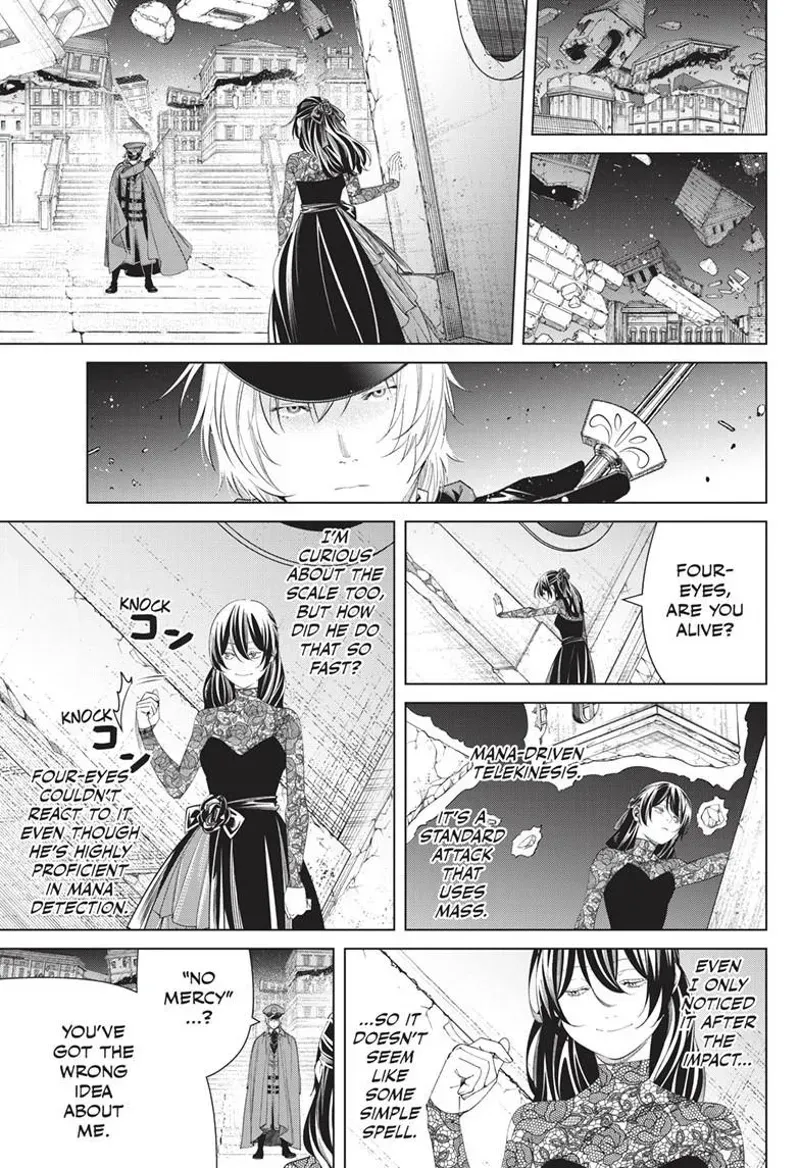 FOUR-
EYES,
ARE YOU
ALIVE?
MANA-DRIVEN
TELEKINESIS.
IT'S A
STANDARD
ATTACK
THAT
USES
MASS.
I'M
CURIOUS
ABOUT THE
SCALE TOO,
BUT HOW
DID HE DO
THAT SO
FAST?
KNOCK
コン
KNOCK
コン
FOUR-EYES
COULDN'T
REACT TO IT
EVEN THOUGH
HE'S HIGHLY
PROFICIENT
IN MANA
DETECTION.
EVEN
I ONLY
NOTICED
IT AFTER
THE
IMPACT...
...SO IT
DOESN'T
SEEM
LIKE
SOME
SIMPLE
SPELL.
"NO
MERCY"
...?
YOU'VE
GOT THE
WRONG
IDEA
ABOUT
ME.